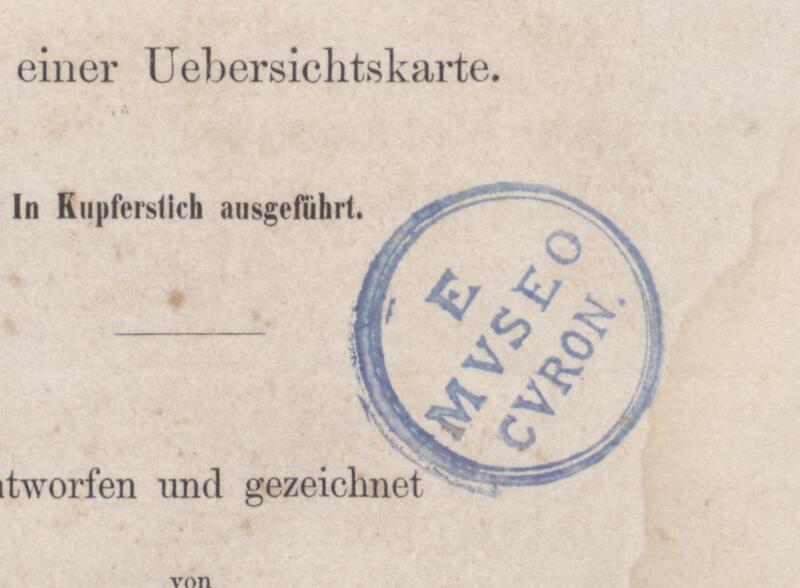 einer Uebersichtskarte.
In Kupferstich ausgeführt.
E
MVSEO
CVRON.
ntworfen und gezeichnet
von